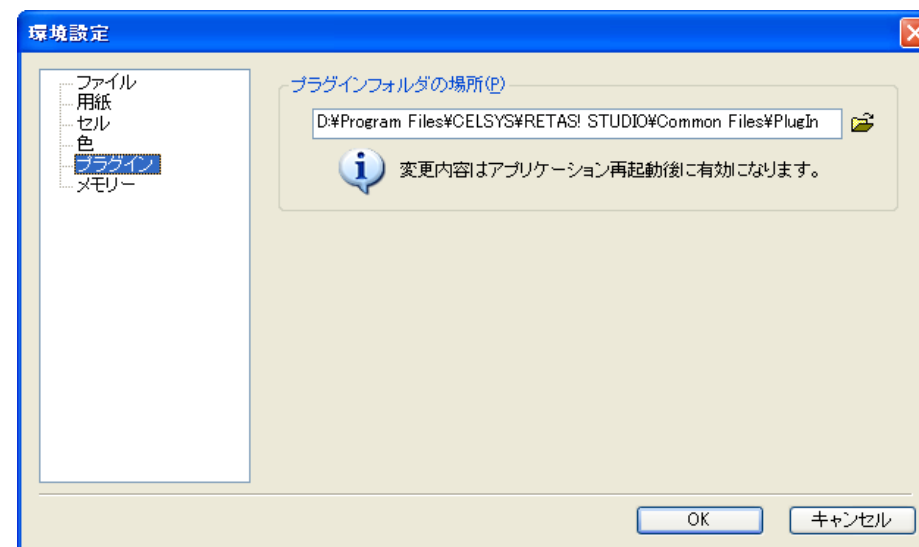 環境設定
ファイル
用紙
セル
色
プラグイン
メモリー
プラグインフォルダの場所(P)
D:¥Program Files¥CELSYS¥RETAS! STUDIO¥Common Files¥PlugIn
変更内容はアプリケーション再起動後に有効になります。
OK
キャンセル